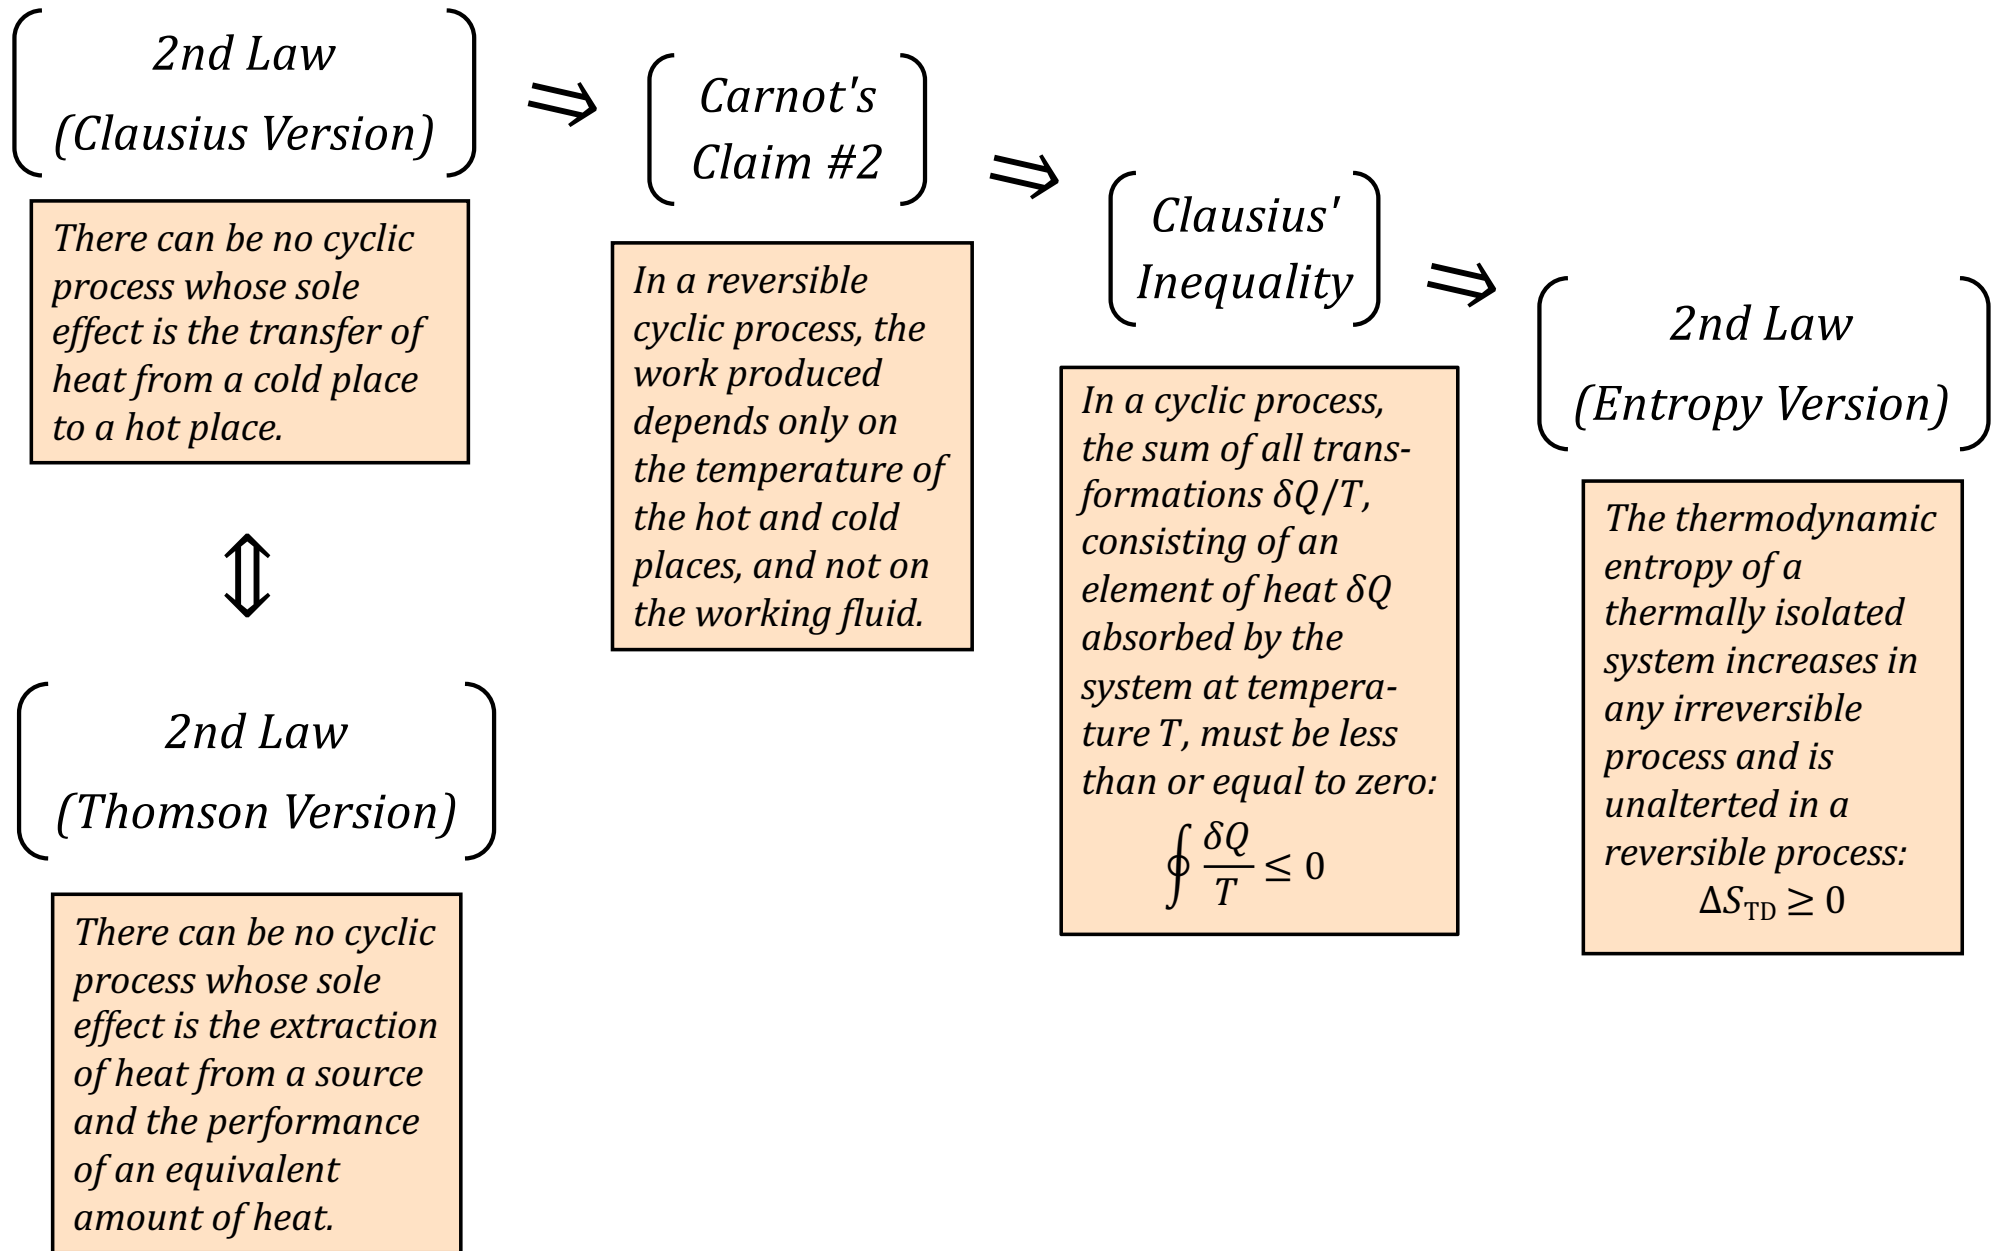 2nd Law
(Clausius Version)
There can be no cyclic
process whose sole
effect is the transfer of
heat from a cold place
to a hot place.
⇕
2nd Law
(Thomson Version)
There can be no cyclic
process whose sole
effect is the extraction
of heat from a source
and the performance
of an equivalent
amount of heat.
⇒
Carnot's
Claim #2
In a reversible
cyclic process, the
work produced
depends only on
the temperature of
the hot and cold
places, and not on
the working fluid.
⇒
Clausius'
Inequality
In a cyclic process,
the sum of all trans-
formations δQ/T,
consisting of an
element of heat δQ
absorbed by the
system at tempera-
ture T, must be less
than or equal to zero:
∮ δQ/T ≤ 0
⇒
2nd Law
(Entropy Version)
The thermodynamic
entropy of a
thermally isolated
system increases in
any irreversible
process and is
unalterted in a
reversible process:
ΔS_TD ≥ 0